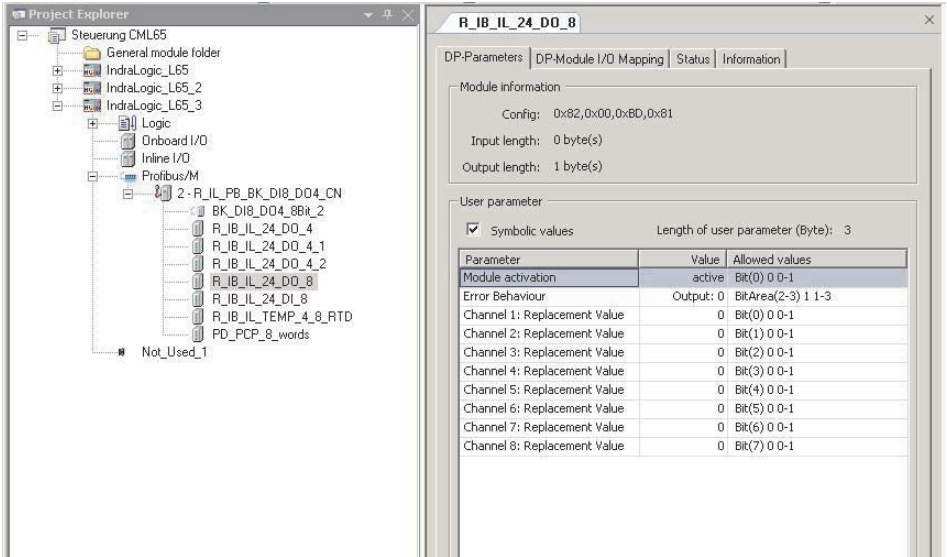 Project Explorer
Steuerung CML65
General module folder
IndraLogic_L65
IndraLogic_L65_2
IndraLogic_L65_3
Logic
Onboard I/O
Inline I/O
Profibus/M
2 - R_IL_PB_BK_DI8_DO4_CN
BK_DI8_DO4_8Bit_2
R_IB_IL_24_DO_4
R_IB_IL_24_DO_4_1
R_IB_IL_24_DO_4_2
R_IB_IL_24_DO_8
R_IB_IL_24_DI_8
R_IB_IL_TEMP_4_8_RTD
PD_PCP_8_words
Not_Used_1
R_IB_IL_24_DO_8
DP-Parameters DP-Module I/O Mapping Status Information
Module information
Config: 0x82,0x00,0xBD,0x81
Input length: 0 byte(s)
Output length: 1 byte(s)
User parameter
Symbolic values Length of user parameter (Byte): 3
Parameter Value Allowed values
Module activation active Bit(0) 0 0-1
Error Behaviour Output: 0 BitArea(2-3) 1 1-3
Channel 1: Replacement Value 0 Bit(0) 0 0-1
Channel 2: Replacement Value 0 Bit(1) 0 0-1
Channel 3: Replacement Value 0 Bit(2) 0 0-1
Channel 4: Replacement Value 0 Bit(3) 0 0-1
Channel 5: Replacement Value 0 Bit(4) 0 0-1
Channel 6: Replacement Value 0 Bit(5) 0 0-1
Channel 7: Replacement Value 0 Bit(6) 0 0-1
Channel 8: Replacement Value 0 Bit(7) 0 0-1